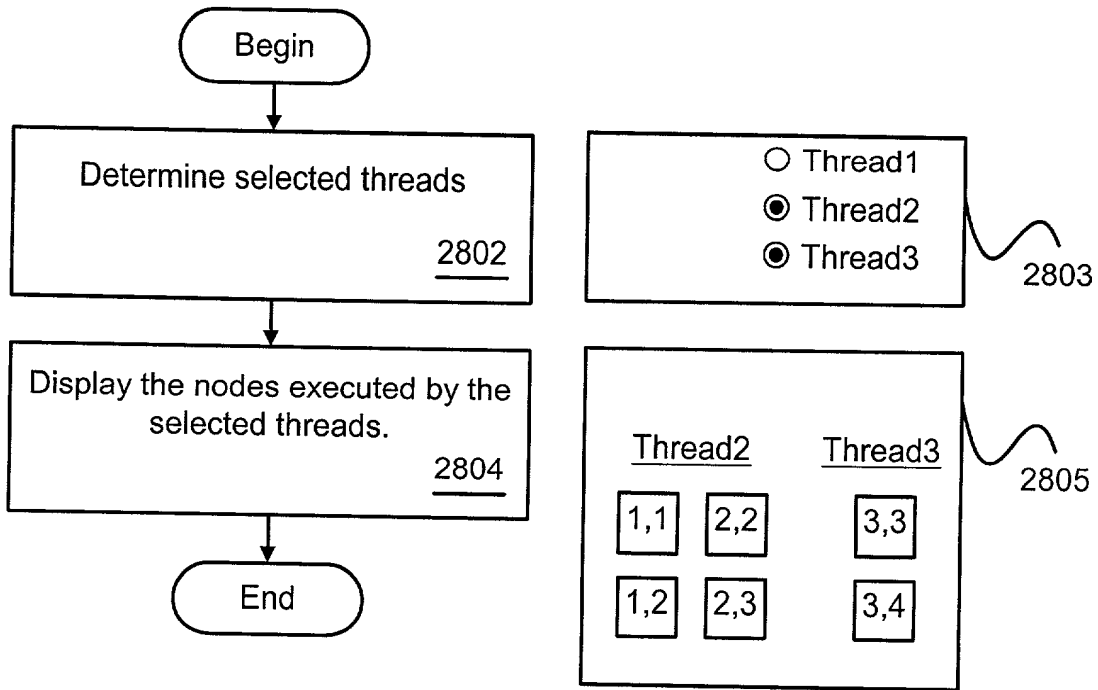 Begin
Determine selected threads
2802
Thread1
Thread2
Thread3
2803
Display the nodes executed by the
selected threads.
2804
Thread2 Thread3
1,1 2,2 3,3
1,2 2,3 3,4
2805
End